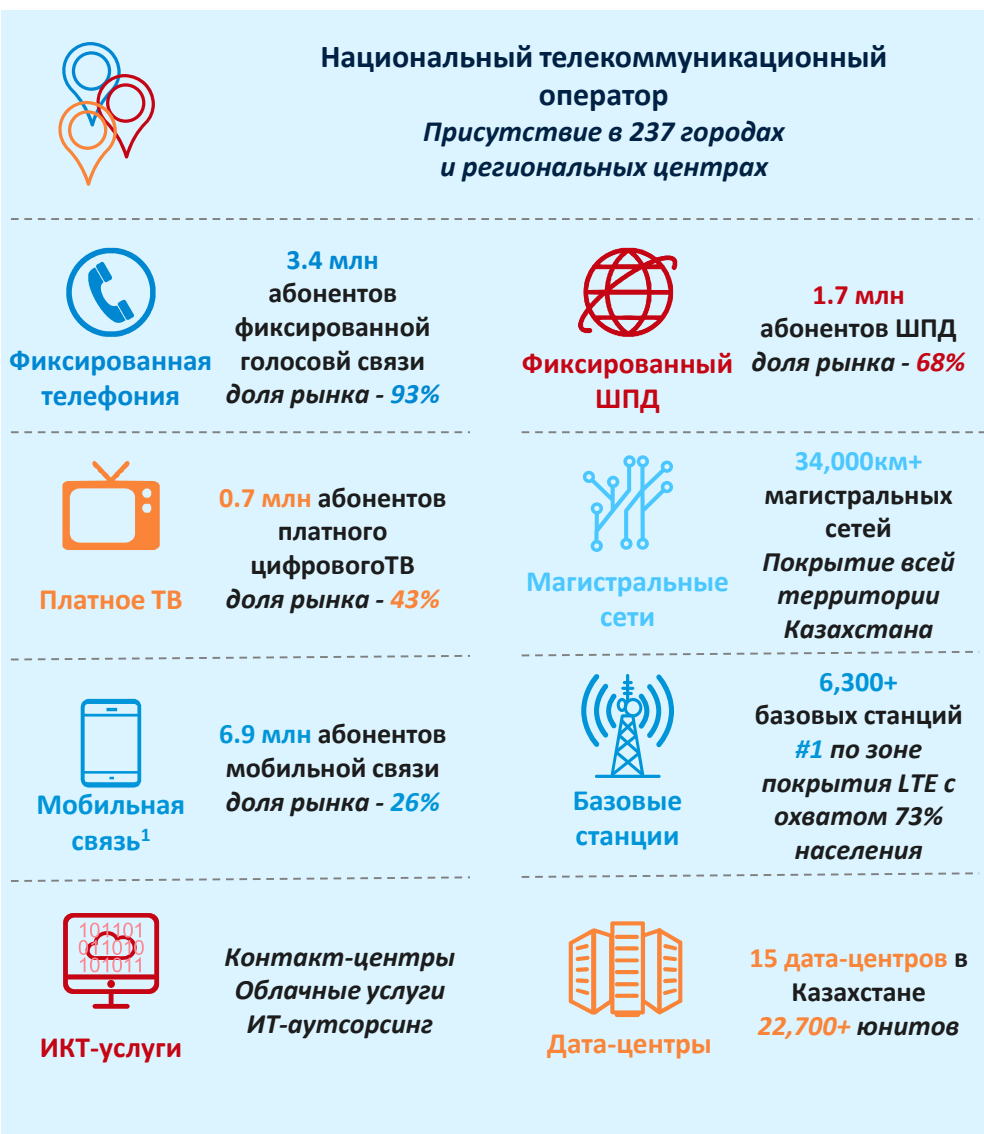 Национальный телекоммуникационный
оператор
Присутствие в 237 городах
и региональных центрах
Фиксированная
телефония
3.4 млн
абонентов
фиксированной
голосовй связи
доля рынка - 93%
Фиксированный
ШПД
1.7 млн
абонентов ШПД
доля рынка - 68%
Платное ТВ
0.7 млн абонентов
платного
цифровогоТВ
доля рынка - 43%
Магистральные
сети
34,000км+
магистральных
сетей
Покрытие всей
территории
Казахстана
Мобильная
связь¹
6.9 млн абонентов
мобильной связи
доля рынка - 26%
Базовые
станции
6,300+
базовых станций
#1 по зоне
покрытия LTE с
охватом 73%
населения
101101
011010
101011
ИКТ-услуги
Контакт-центры
Облачные услуги
ИТ-аутсорсинг
Дата-центры
15 дата-центров в
Казахстане
22,700+ юнитов